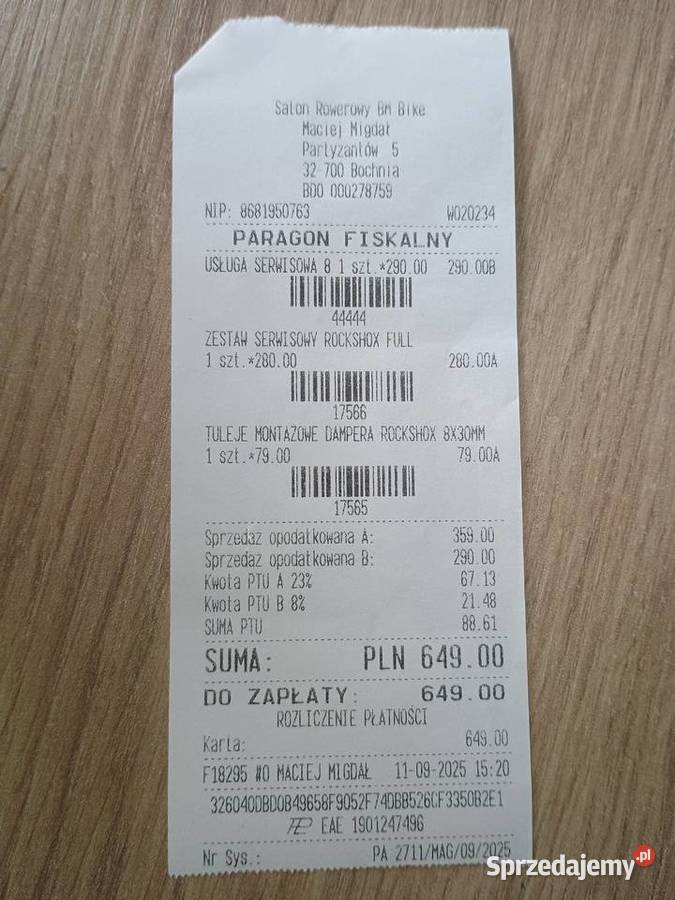 Salon Rowerowy BM Bike
Maciej Migdał
Partyzantów 5
32-700 Bochnia
BDO 000278759
NIP: 8681950763 W020234
PARAGON FISKALNY
USŁUGA SERWISOWA 8 1 szt.*290.00 290.00B
44444
ZESTAW SERWISOWY ROCKSHOX FULL
1 szt.*280.00 280.00A
17566
TULEJE MONTAŻOWE DAMPERA ROCKSHOX 8X30MM
1 szt.*79.00 79.00A
17565
Sprzedaż opodatkowana A: 359.00
Sprzedaż opodatkowana B: 290.00
Kwota PTU A 23% 67.13
Kwota PTU B 8% 21.48
SUMA PTU 88.61
SUMA: PLN 649.00
DO ZAPŁATY: 649.00
ROZLICZENIE PŁATNOŚCI
Karta: 649.00
F18295 #0 MACIEJ MIGDAŁ 11-09-2025 15:20
326040DBD0B49658F9052F74DBB526CF3350B2E1
EAE 1901247496
Nr Sys.: PA 2711/MAG/09/2025
Sprzedajemy.pl